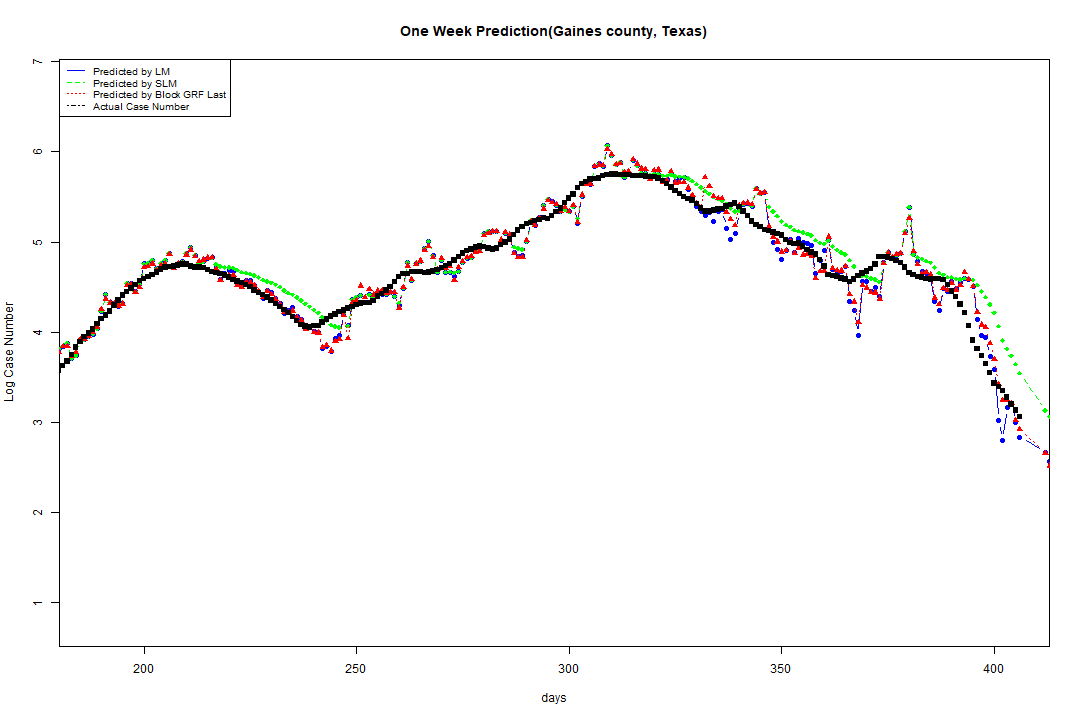 One Week Prediction(Gaines county, Texas)
Predicted by LM
Predicted by SLM
Predicted by Block GRF Last
Actual Case Number
Log Case Number
7
6
5
4
3
2
1
200 250 300 350 400
days